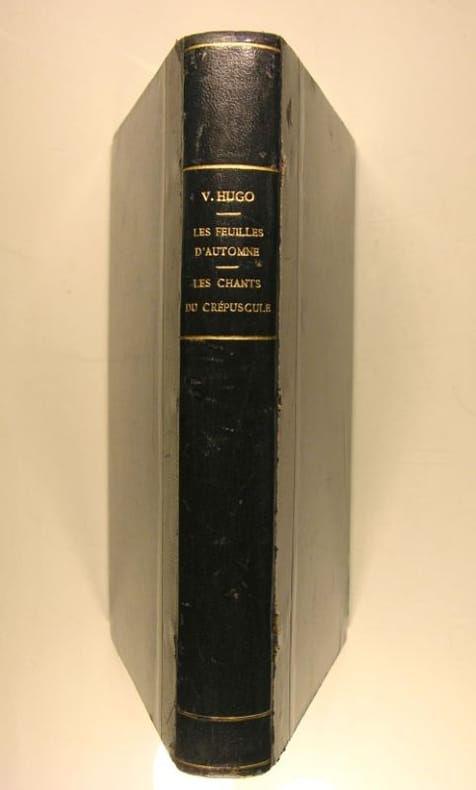 V. HUGO
LES FEUILLES
D'AUTOMNE
LES CHANTS
DU CRÉPUSCULE